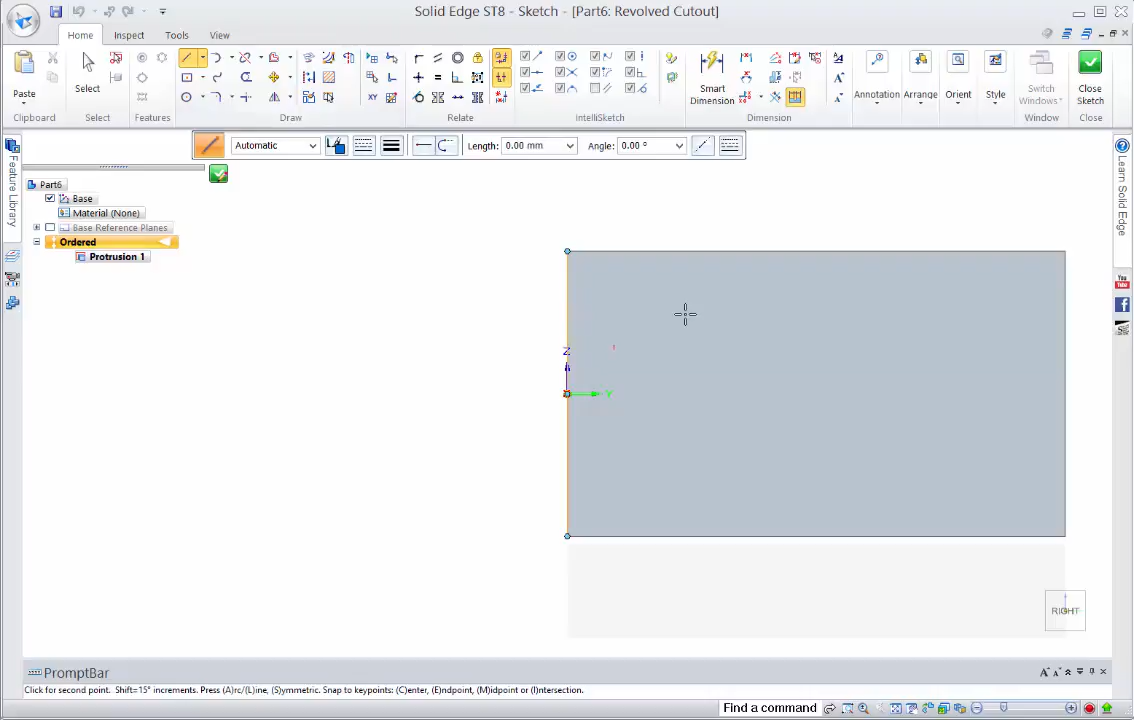 Solid Edge ST8 - Sketch - [Part6: Revolved Cutout]
Home Inspect Tools View
Paste
Select
Smart Dimension
Annotation
Arrange
Orient
Style
Switch Windows
Close Sketch
Clipboard Select Features Draw Relate IntelliSketch Dimension Window Close
Automatic Length: 0.00 mm Angle: 0.00 °
Feature Library
Learn Solid Edge
You Tube
Part6
Base
Material (None)
Base Reference Planes
Ordered
Protrusion 1
Z
Y
RIGHT
PromptBar
Click for second point. Shift=15° increments. Press (A)rc/(L)ine, (S)ymmetric. Snap to keypoints: (C)enter, (E)ndpoint, (M)idpoint or (I)ntersection.
Find a command